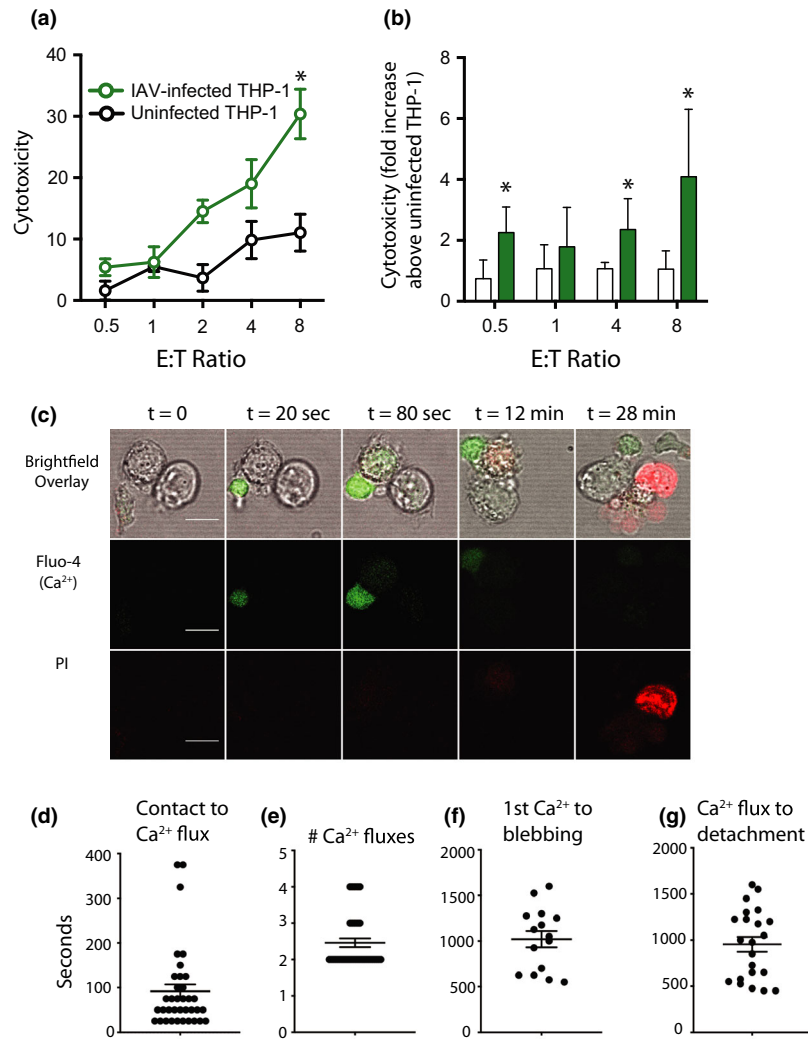 (a)
40
30
20
10
0
Cytotoxicity
IAV-infected THP-1
Uninfected THP-1
*
0.5 1 2 4 8
E:T Ratio
(b)
8
6
4
2
0
Cytotoxicity (fold increase
above uninfected THP-1)
* * *
0.5 1 4 8
E:T Ratio
(c)
t = 0 t = 20 sec t = 80 sec t = 12 min t = 28 min
Brightfield
Overlay
Fluo-4
(Ca²⁺)
PI
(d)
Contact to
Ca²⁺ flux
400
300
200
100
0
Seconds
(e)
# Ca²⁺ fluxes
5
4
3
2
1
0
(f)
1st Ca²⁺ to
blebbing
2000
1500
1000
500
0
(g)
Ca²⁺ flux to
detachment
2000
1500
1000
500
0